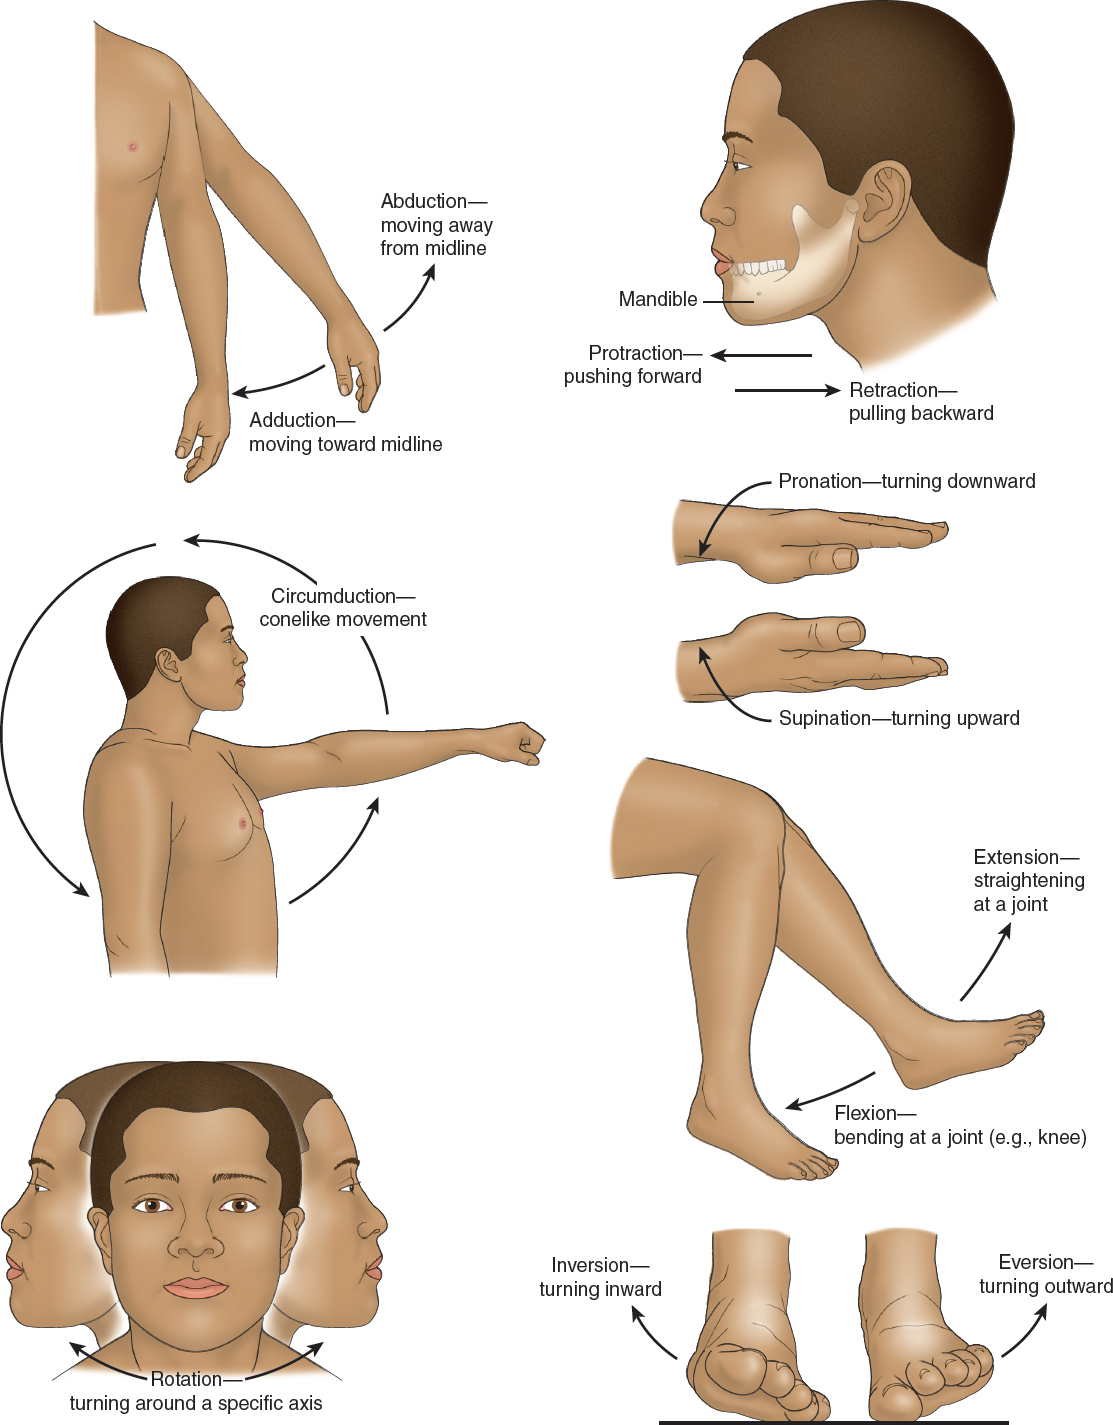 Abduction—
moving away
from midline
Adduction—
moving toward midline
Mandible
Protraction—
pushing forward
Retraction—
pulling backward
Pronation—turning downward
Supination—turning upward
Circumduction—
conelike movement
Extension—
straightening
at a joint
Flexion—
bending at a joint (e.g., knee)
Rotation—
turning around a specific axis
Inversion—
turning inward
Eversion—
turning outward